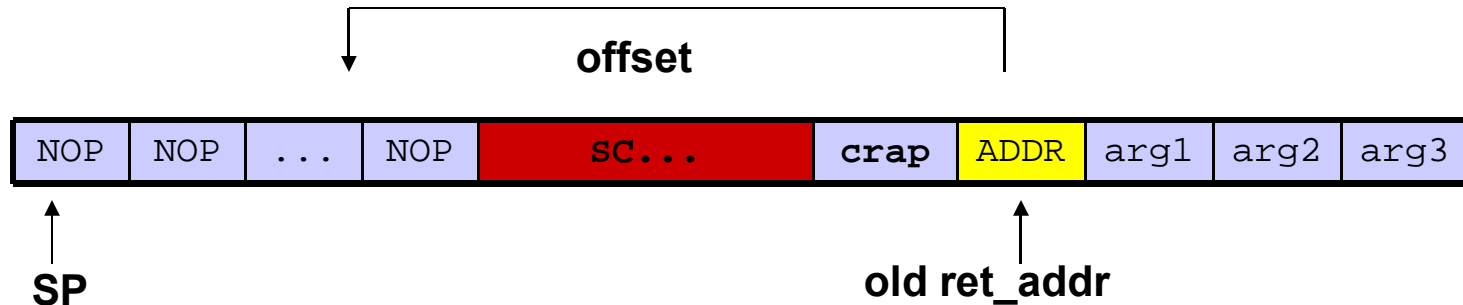 offset
NOP NOP ... NOP SC... crap ADDR arg1 arg2 arg3
SP old ret_addr